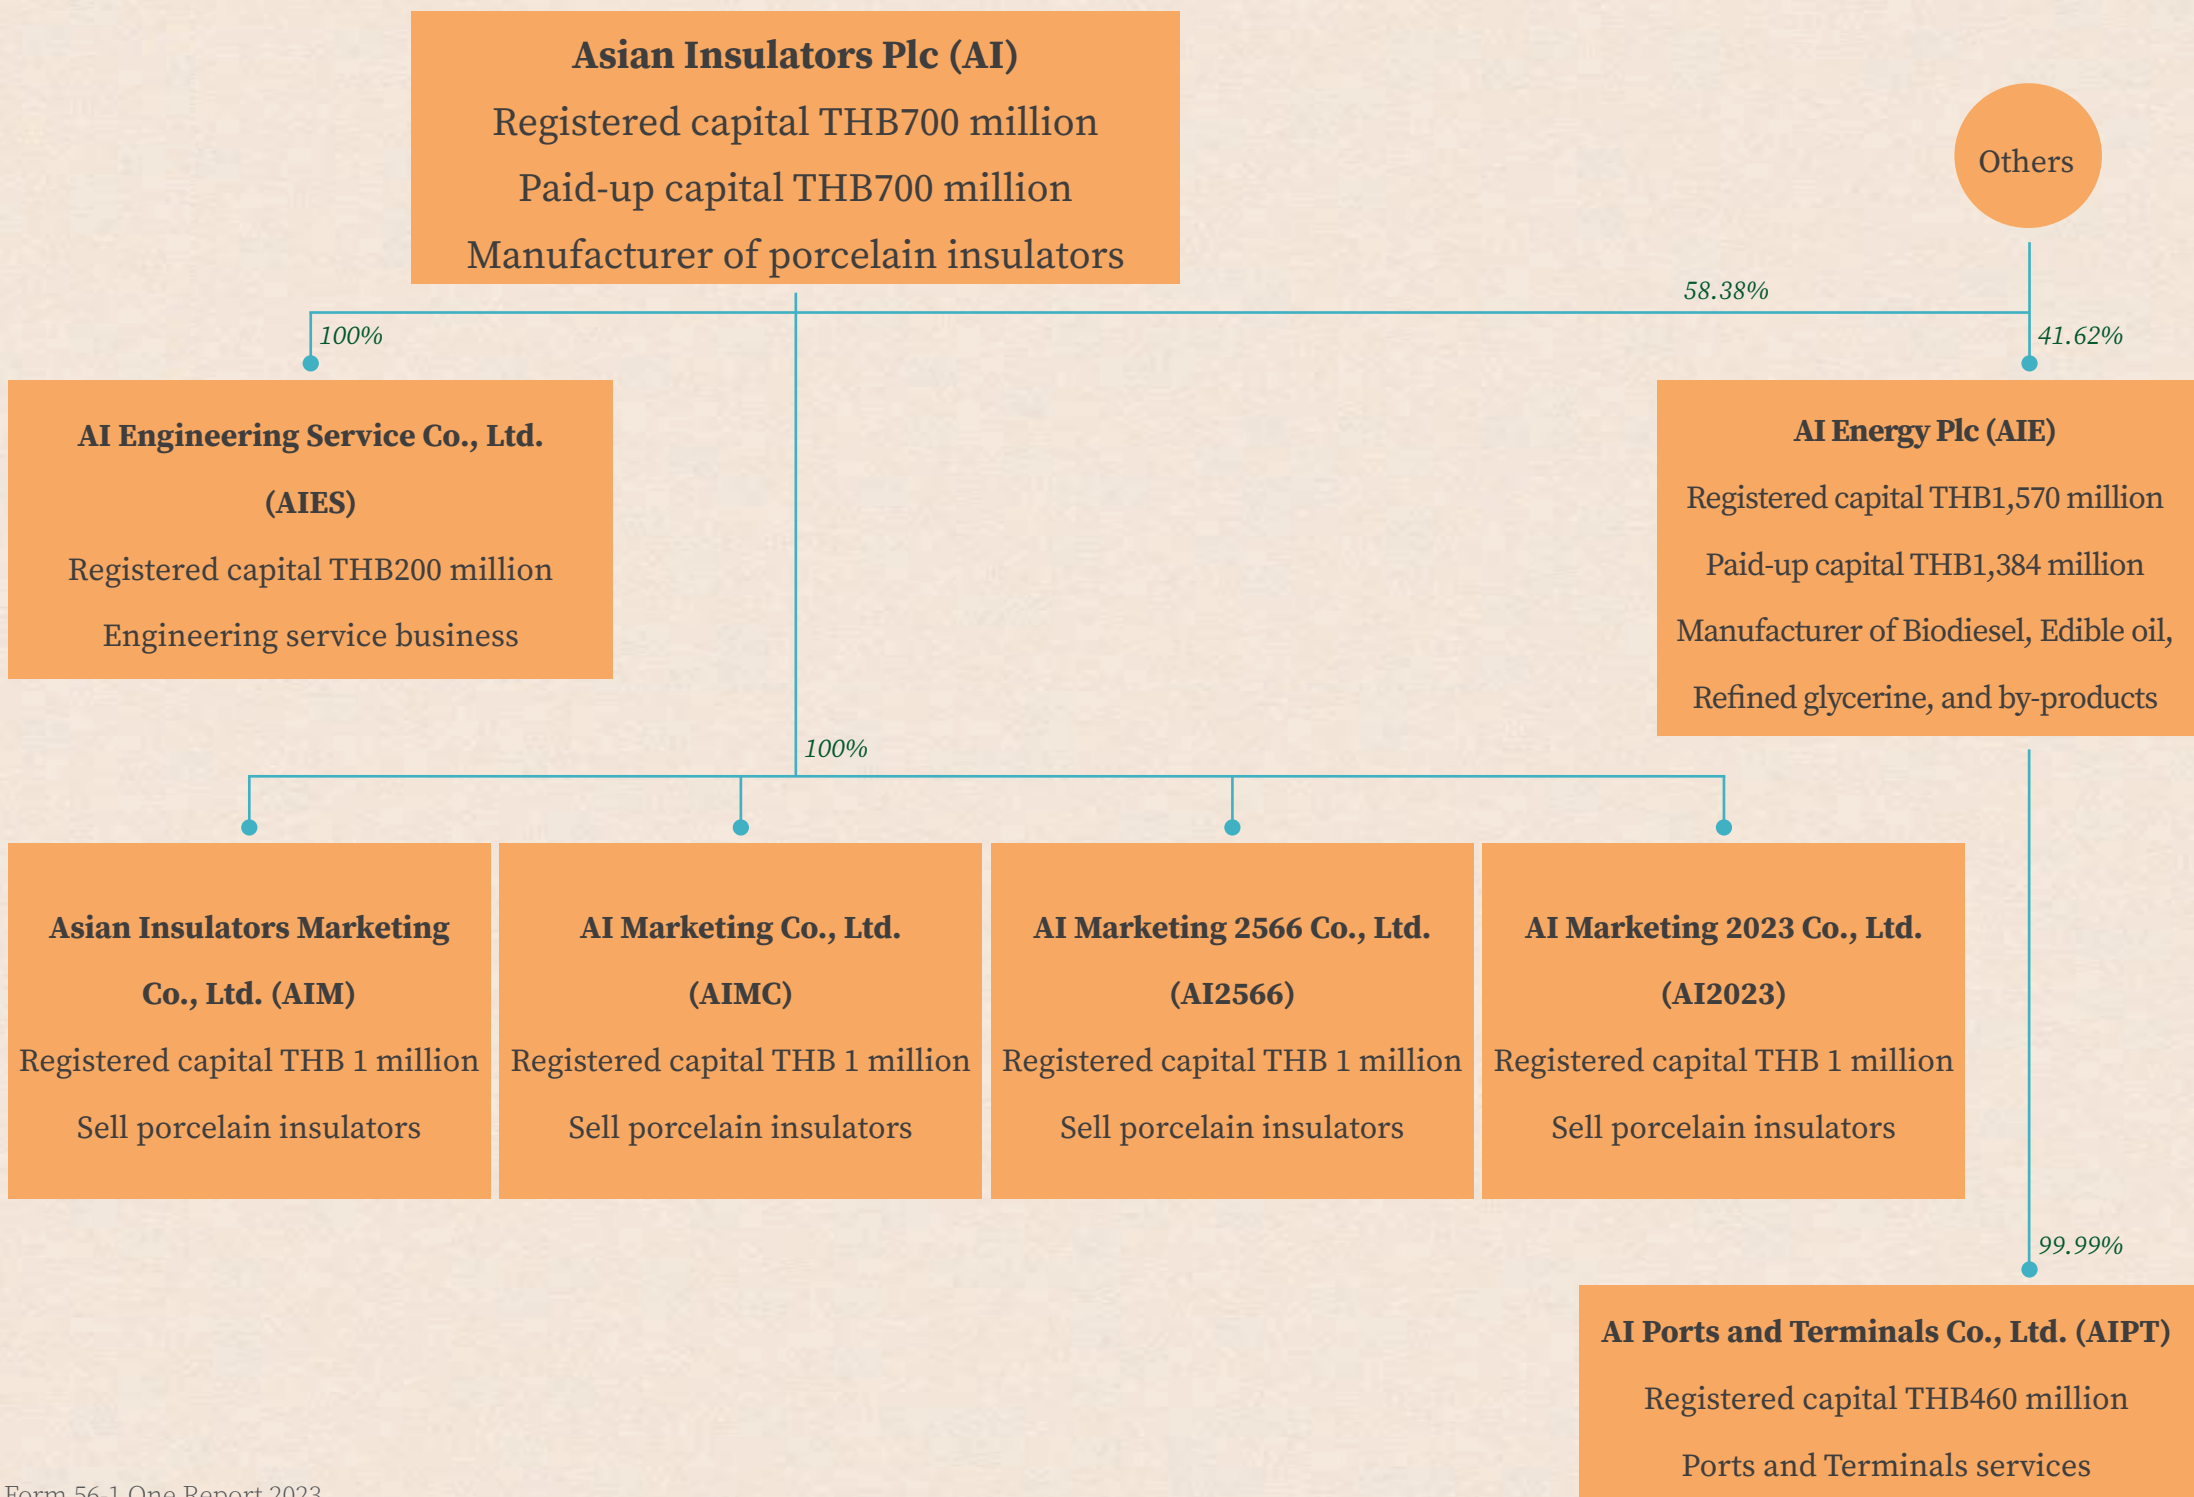 Asian Insulators Plc (AI)
Registered capital THB700 million
Paid-up capital THB700 million
Manufacturer of porcelain insulators
Others
58.38%
100%
41.62%
AI Engineering Service Co., Ltd.
(AIES)
Registered capital THB200 million
Engineering service business
AI Energy Plc (AIE)
Registered capital THB1,570 million
Paid-up capital THB1,384 million
Manufacturer of Biodiesel, Edible oil,
Refined glycerine, and by-products
100%
Asian Insulators Marketing
Co., Ltd. (AIM)
Registered capital THB 1 million
Sell porcelain insulators
AI Marketing Co., Ltd.
(AIMC)
Registered capital THB 1 million
Sell porcelain insulators
AI Marketing 2566 Co., Ltd.
(AI2566)
Registered capital THB 1 million
Sell porcelain insulators
AI Marketing 2023 Co., Ltd.
(AI2023)
Registered capital THB 1 million
Sell porcelain insulators
99.99%
AI Ports and Terminals Co., Ltd. (AIPT)
Registered capital THB460 million
Ports and Terminals services
Form 56-1 One Report 2023